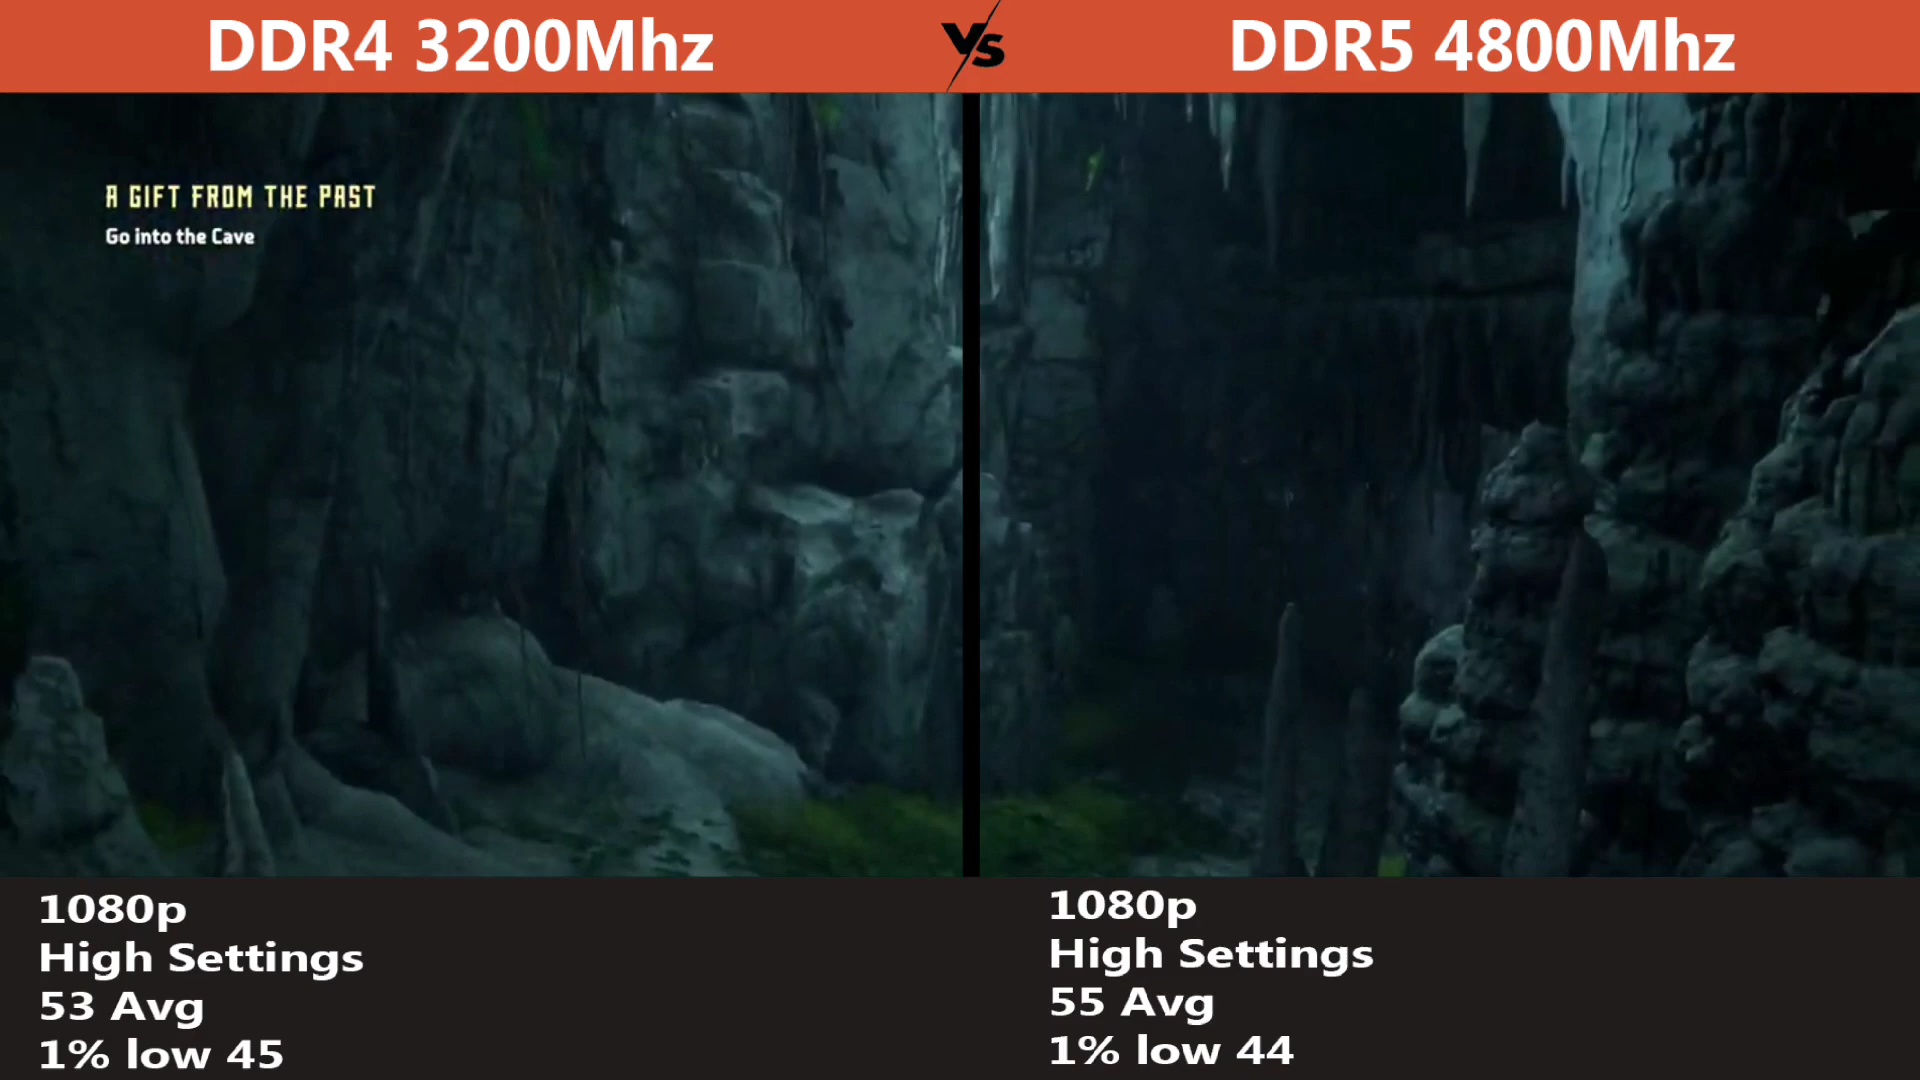 DDR4 3200Mhz
VS
DDR5 4800Mhz
A GIFT FROM THE PAST
Go into the Cave
1080p
High Settings
53 Avg
1% low 45
1080p
High Settings
55 Avg
1% low 44